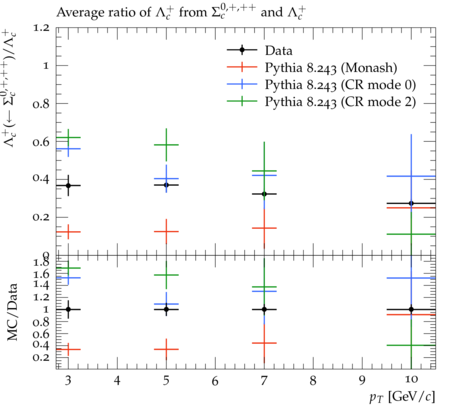 Average ratio of Λc+ from Σc0,+,++ and Λc+
Λc+(← Σc0,+,++)/Λc+
1.2
1
0.8
0.6
0.4
0.2
0
Data
Pythia 8.243 (Monash)
Pythia 8.243 (CR mode 0)
Pythia 8.243 (CR mode 2)
MC/Data
1.8
1.6
1.4
1.2
1
0.8
0.6
0.4
0.2
3 4 5 6 7 8 9 10
pT [GeV/c]